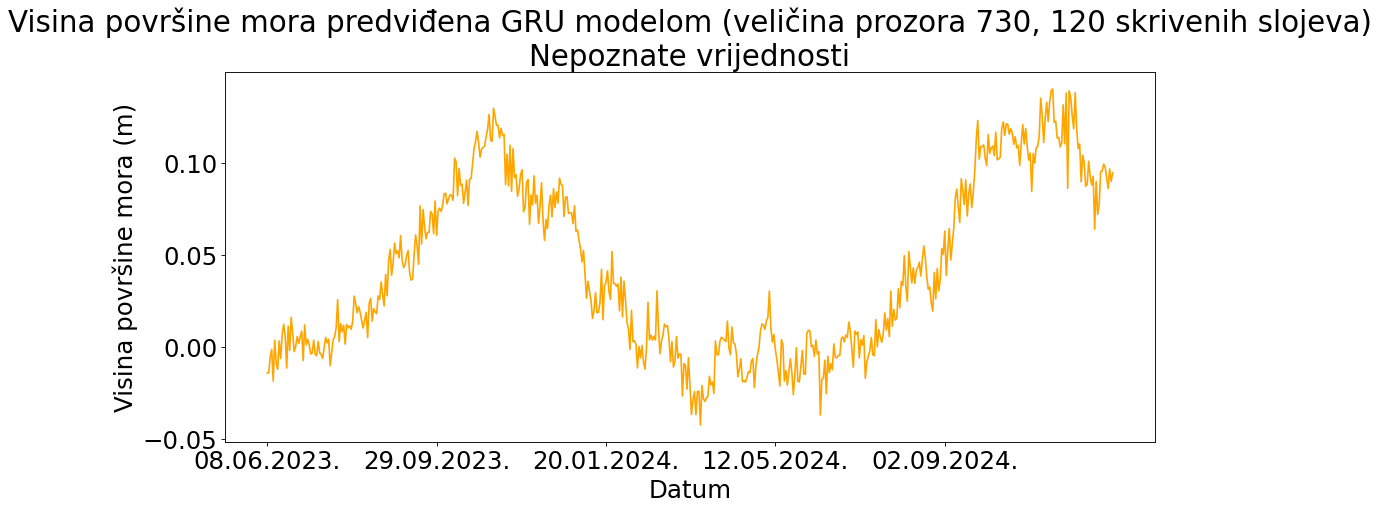 Visina površine mora predviđena GRU modelom (veličina prozora 730, 120 skrivenih slojeva)
Nepoznate vrijednosti
Visina površine mora (m)
0.10
0.05
0.00
−0.05
08.06.2023. 29.09.2023. 20.01.2024. 12.05.2024. 02.09.2024.
Datum